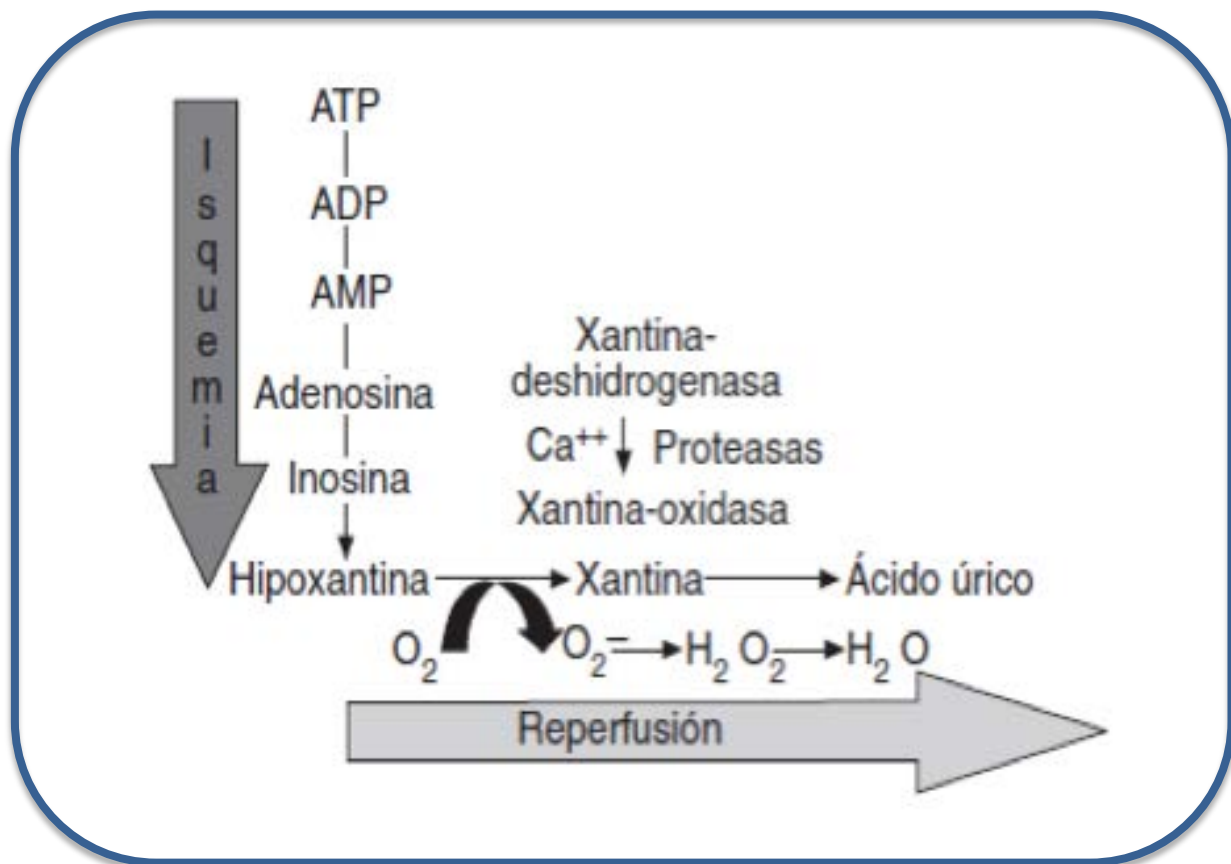 Isquemia
ATP
ADP
AMP
Adenosina
Inosina
Xantina-
deshidrogenasa
Ca++ Proteasas
Xantina-oxidasa
Hipoxantina Xantina Ácido úrico
O2 O2− H2 O2 H2 O
Reperfusión